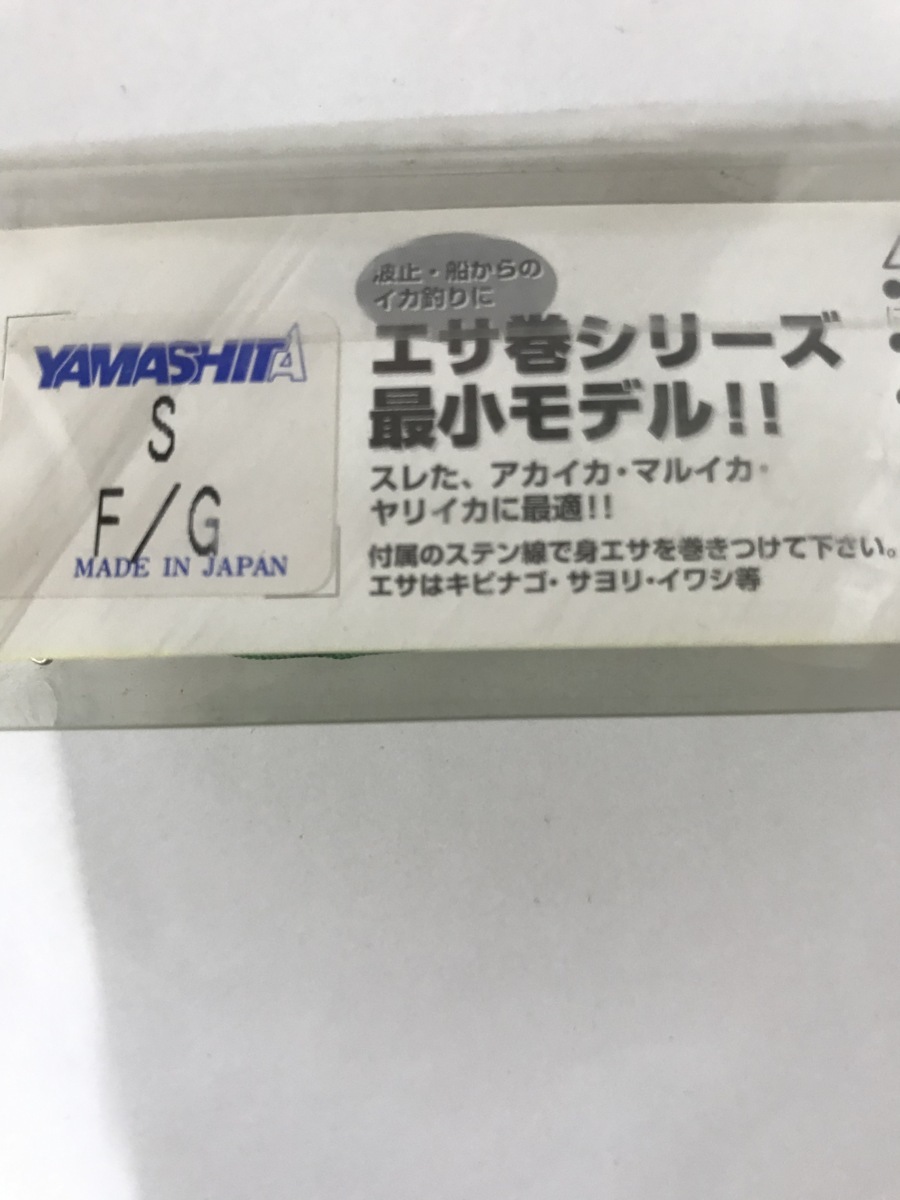 YAMASHITA
S
F/G
MADE IN JAPAN
波止・船からの
イカ釣りに
エサ巻シリーズ
最小モデル!!
スレた、アカイカ・マルイカ・
ヤリイカに最適!!
付属のステン線で身エサを巻きつけて下さい。
エサはキビナゴ・サヨリ・イワシ等